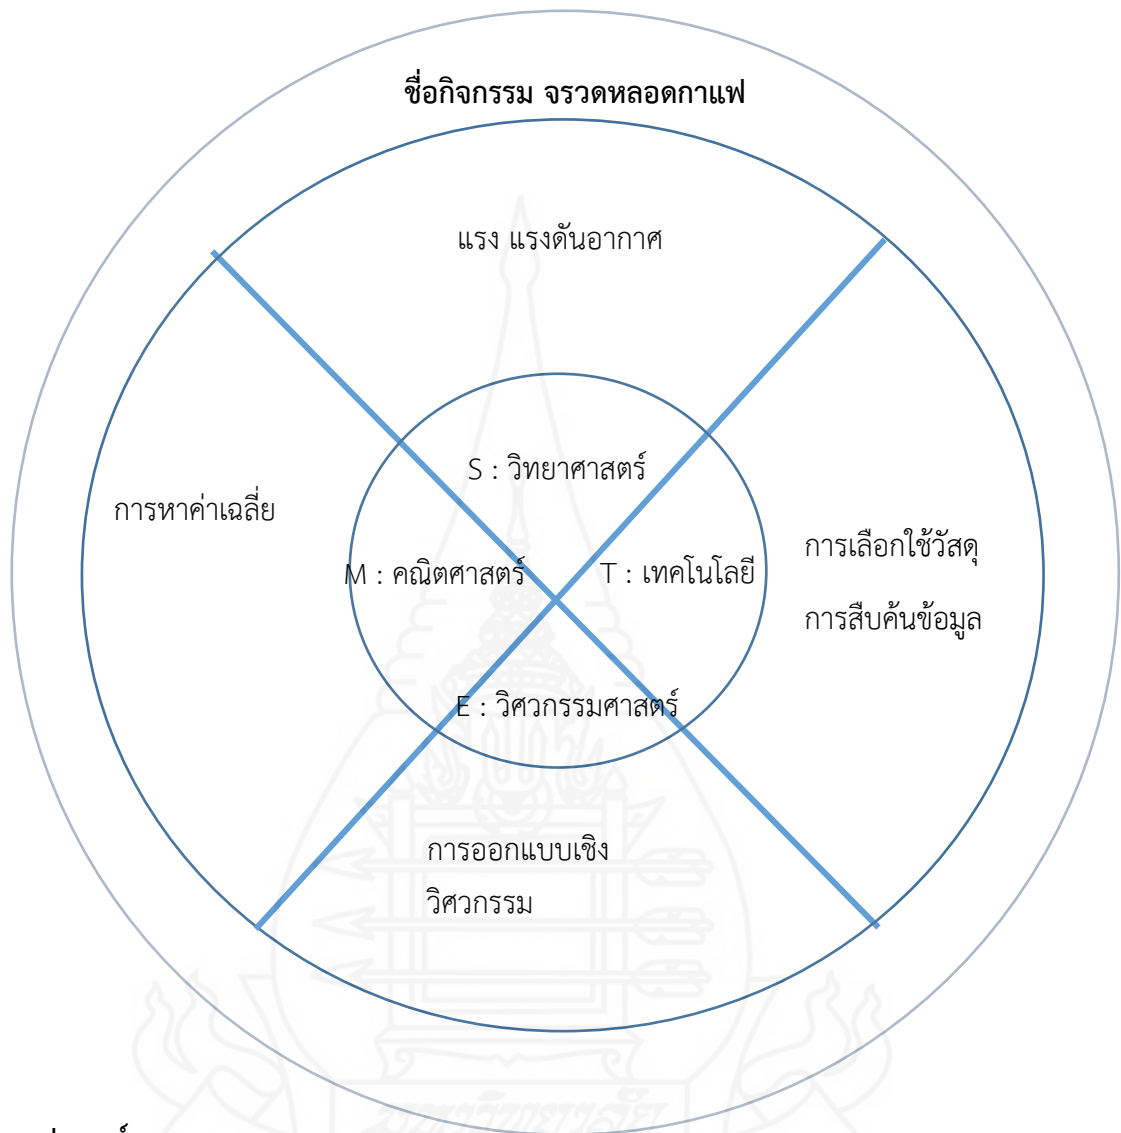 ชื่อกิจกรรม จรวดหลอดกาแฟ
แรง แรงดันอากาศ
S : วิทยาศาสตร์
การหาค่าเฉลี่ย
M : คณิตศาสตร์
T : เทคโนโลยี
การเลือกใช้วัสดุ
การสืบค้นข้อมูล
E : วิศวกรรมศาสตร์
การออกแบบเชิง
วิศวกรรม